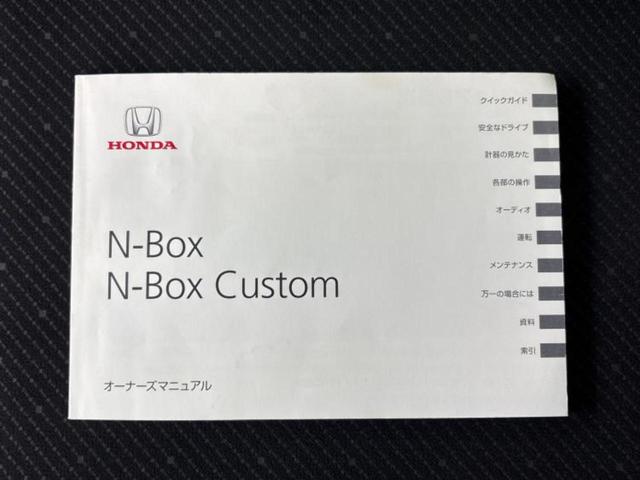 HONDA
N-Box
N-Box Custom
オーナーズマニュアル
クイックガイド
安全なドライブ
計器の見かた
各部の操作
オーディオ
運転
メンテナンス
万一の場合には
資料
索引